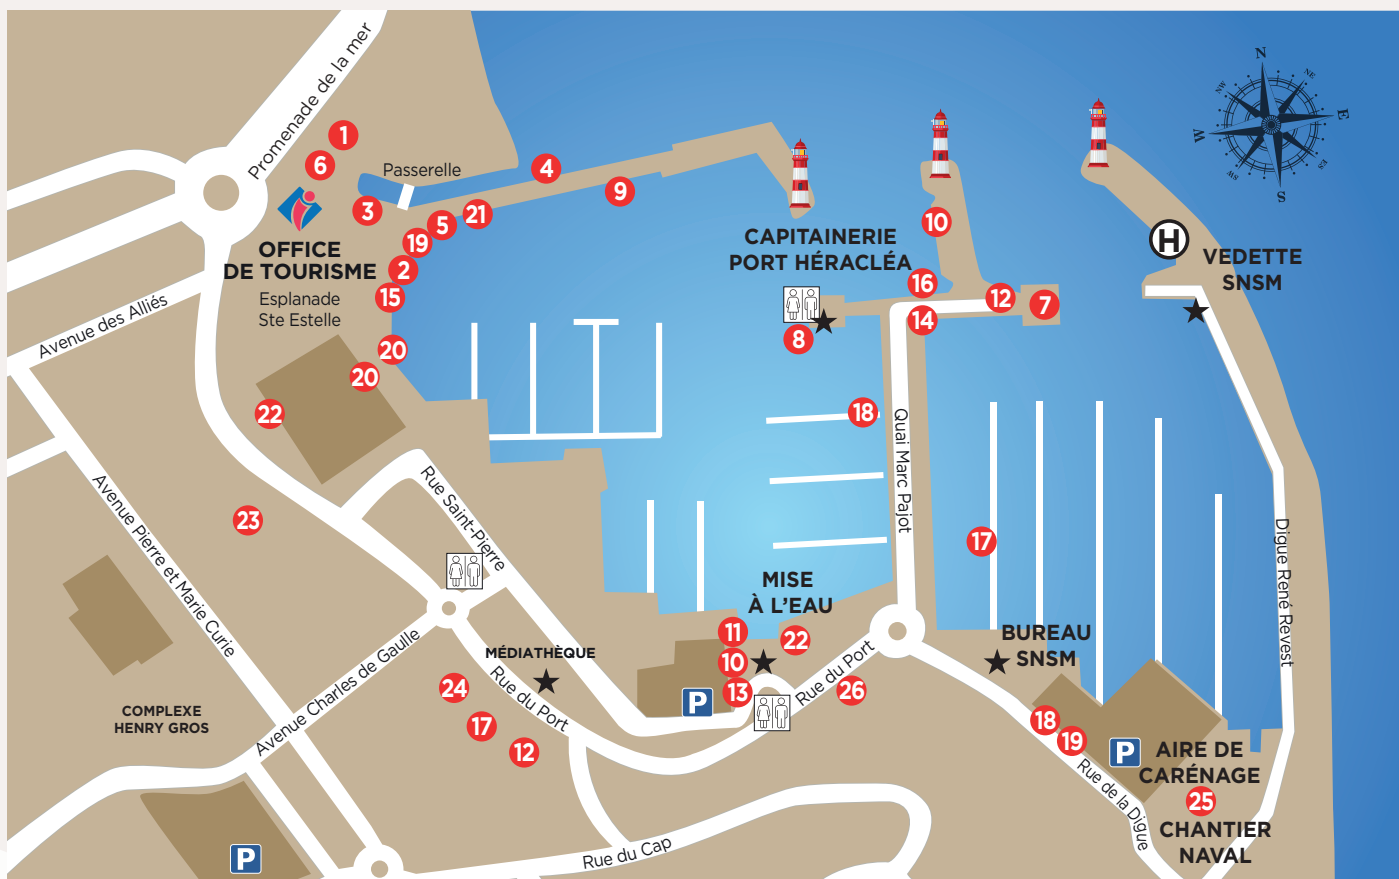 Promenade de la mer
1
6
Passerelle
4
9
3
21
5
19
2
15
OFFICE
DE TOURISME
Esplanade
Ste Estelle
Avenue des Alliés
20
20
22
23
CAPITAINERIE
PORT HÉRACLÉA
8
10
16
12
7
14
H
VEDETTE
SNSM
N
NE
E
SE
S
SW
W
NW
18
Quai Marc Pajot
17
Digue René Revest
Rue Saint-Pierre
Avenue Pierre et Marie Curie
MISE
À L'EAU
11
10
13
22
P
Rue du Port
26
BUREAU
SNSM
MÉDIATHÈQUE
Rue du Port
24
17
12
Avenue Charles de Gaulle
COMPLEXE
HENRY GROS
P
Rue du Cap
18
19
P
Rue de la Digue
AIRE DE
CARÉNAGE
25
CHANTIER
NAVAL